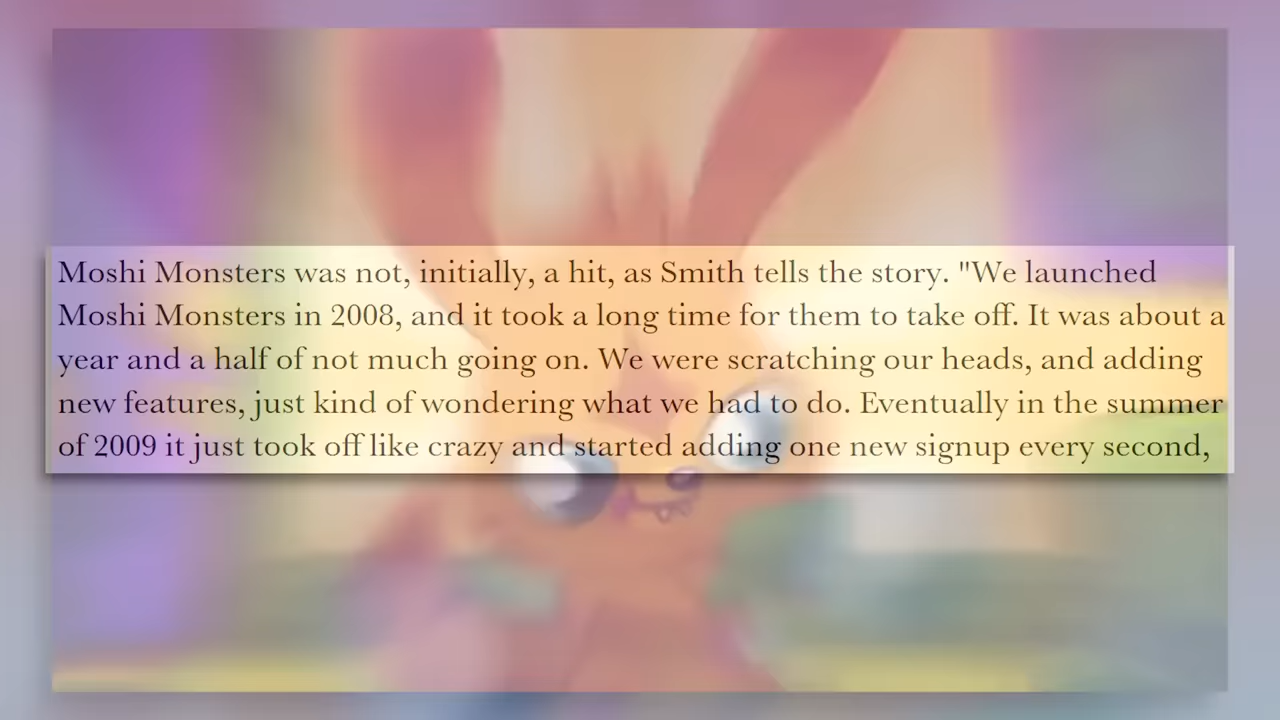 Moshi Monsters was not, initially, a hit, as Smith tells the story. "We launched
Moshi Monsters in 2008, and it took a long time for them to take off. It was about a
year and a half of not much going on. We were scratching our heads, and adding
new features, just kind of wondering what we had to do. Eventually in the summer
of 2009 it just took off like crazy and started adding one new signup every second,